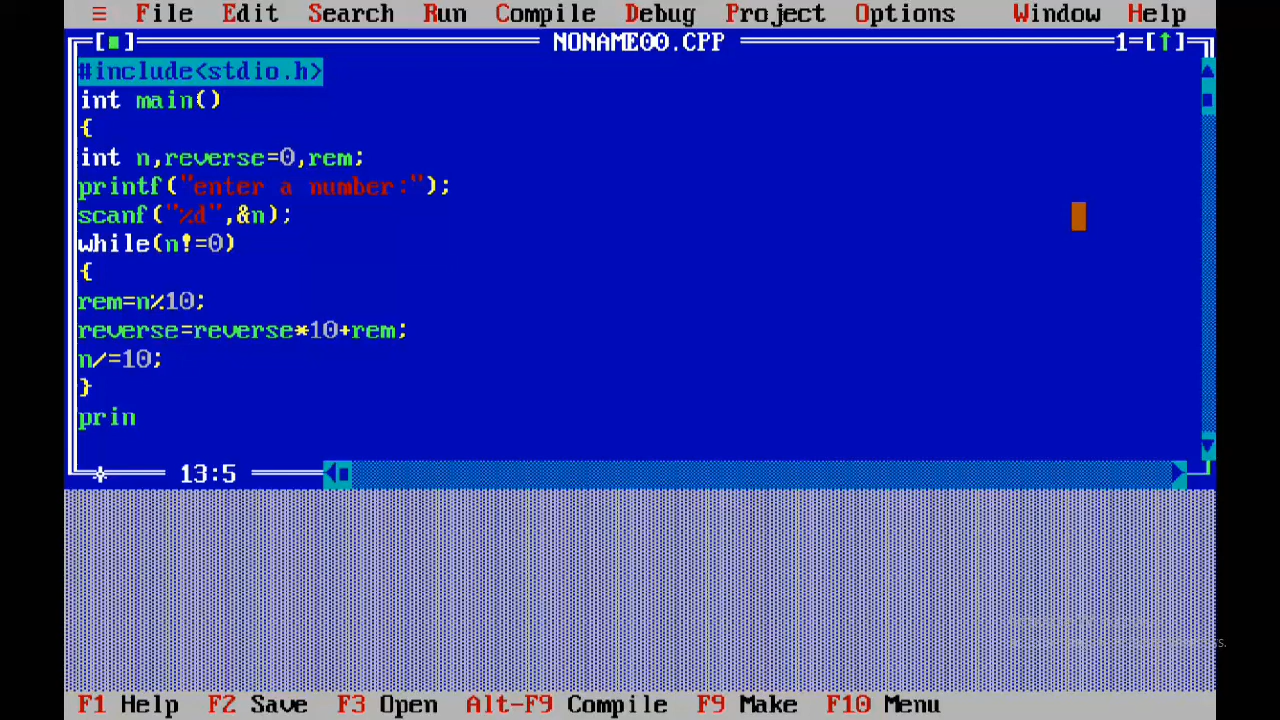 ≡ File Edit Search Run Compile Debug Project Options Window Help
[■] NONAME00.CPP 1=[↑]
#include<stdio.h>
int main()
{
int n,reverse=0,rem;
printf("enter a number:");
scanf("%d",&n);
while(n!=0)
{
rem=n%10;
reverse=reverse*10+rem;
n/=10;
}
prin
13:5
F1 Help F2 Save F3 Open Alt-F9 Compile F9 Make F10 Menu